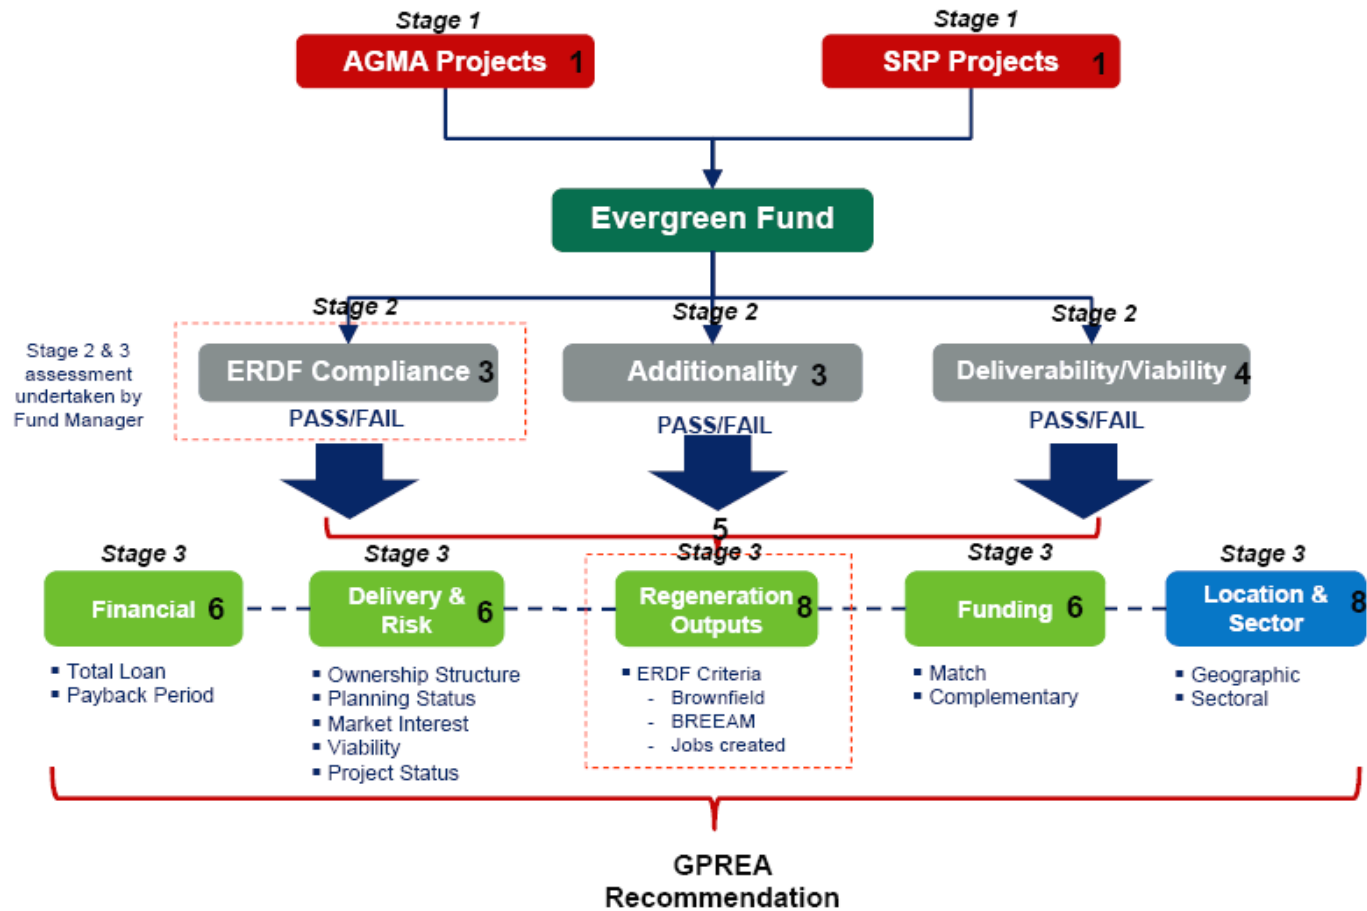 Stage 1
Stage 1
AGMA Projects 1
SRP Projects 1
Evergreen Fund
Stage 2
Stage 2
Stage 2
Stage 2 & 3
assessment
undertaken by
Fund Manager
ERDF Compliance 3
PASS/FAIL
Additionality 3
PASS/FAIL
Deliverability/Viability 4
PASS/FAIL
5
Stage 3
Financial 6
▪ Total Loan
▪ Payback Period
Stage 3
Delivery &
Risk 6
▪ Ownership Structure
▪ Planning Status
▪ Market Interest
▪ Viability
▪ Project Status
Stage 3
Regeneration
Outputs 8
▪ ERDF Criteria
- Brownfield
- BREEAM
- Jobs created
Stage 3
Funding 6
▪ Match
▪ Complementary
Stage 3
Location &
Sector 8
▪ Geographic
▪ Sectoral
GPREA
Recommendation